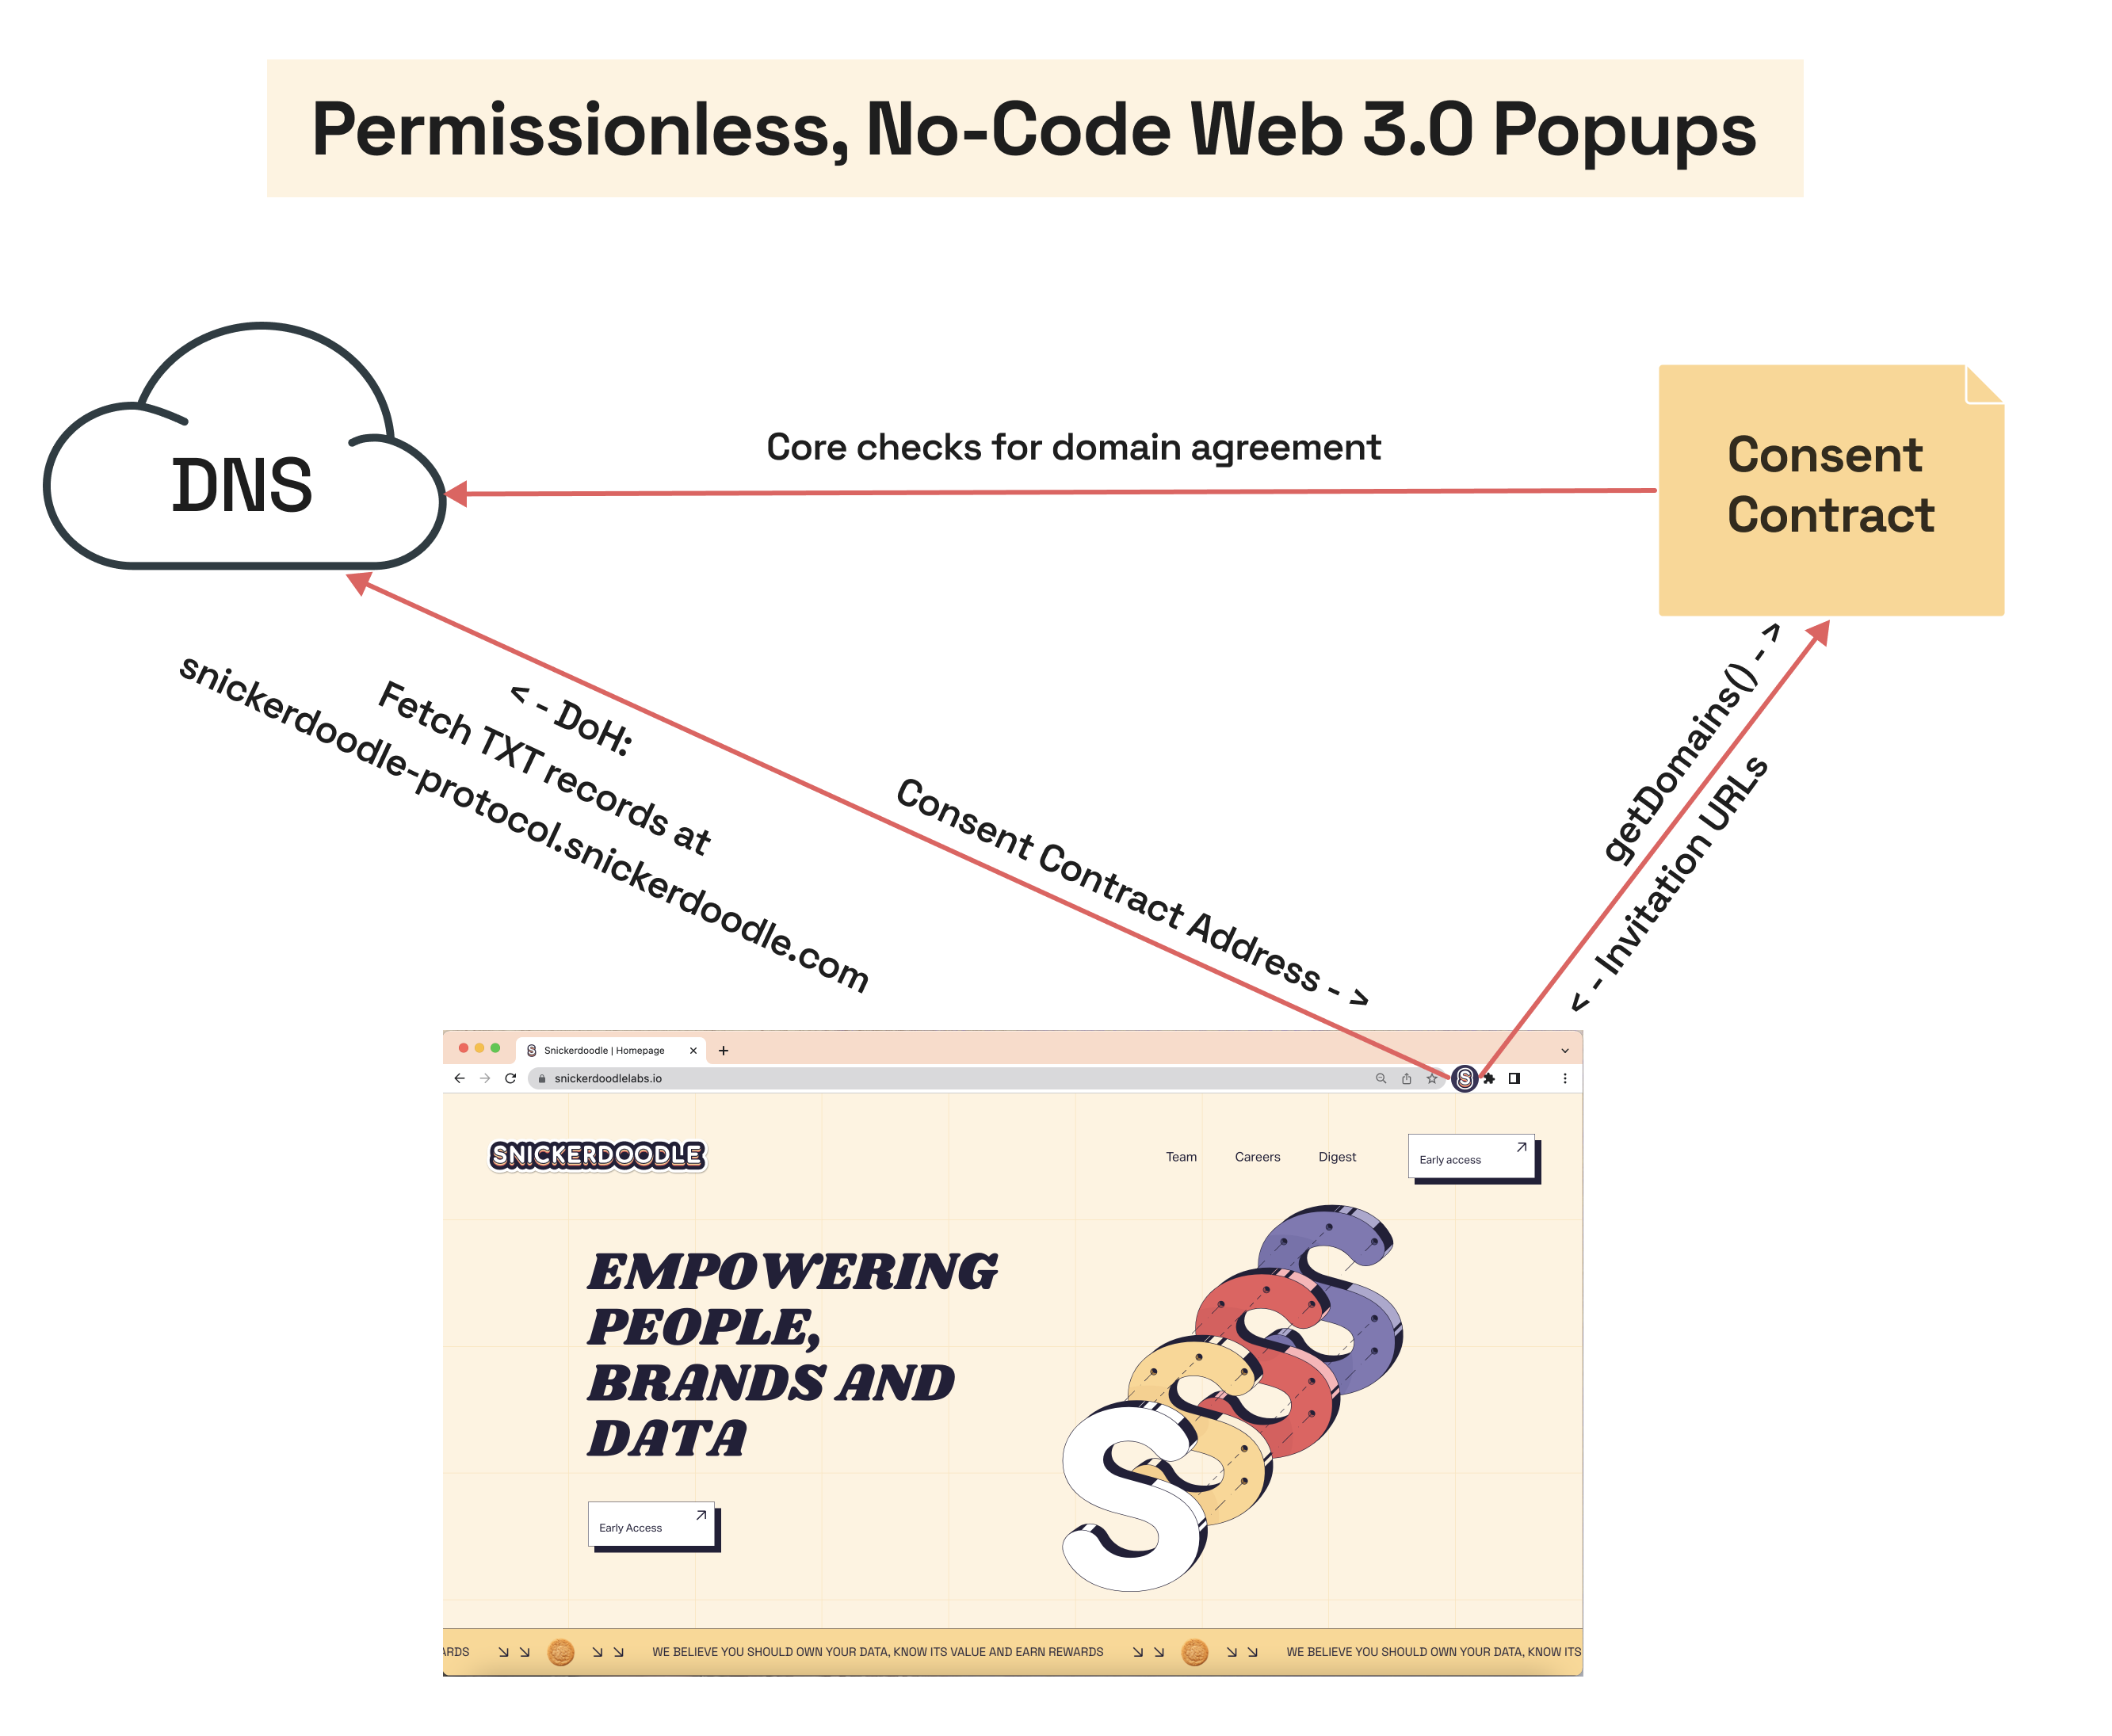 Permissionless, No-Code Web 3.0 Popups
DNS
Core checks for domain agreement
Consent
Contract
< - DoH:
Fetch TXT records at
snickerdoodle-protocol.snickerdoodle.com
Consent Contract Address - >
getDomains() - >
< - Invitation URLs
Snickerdoodle | Homepage
snickerdoodlelabs.io
S
SNICKERDOODLE
Team
Careers
Digest
Early access
EMPOWERING
PEOPLE,
BRANDS AND
DATA
Early Access
S
S
S
S
ARDS
WE BELIEVE YOU SHOULD OWN YOUR DATA, KNOW ITS VALUE AND EARN REWARDS
WE BELIEVE YOU SHOULD OWN YOUR DATA, KNOW ITS